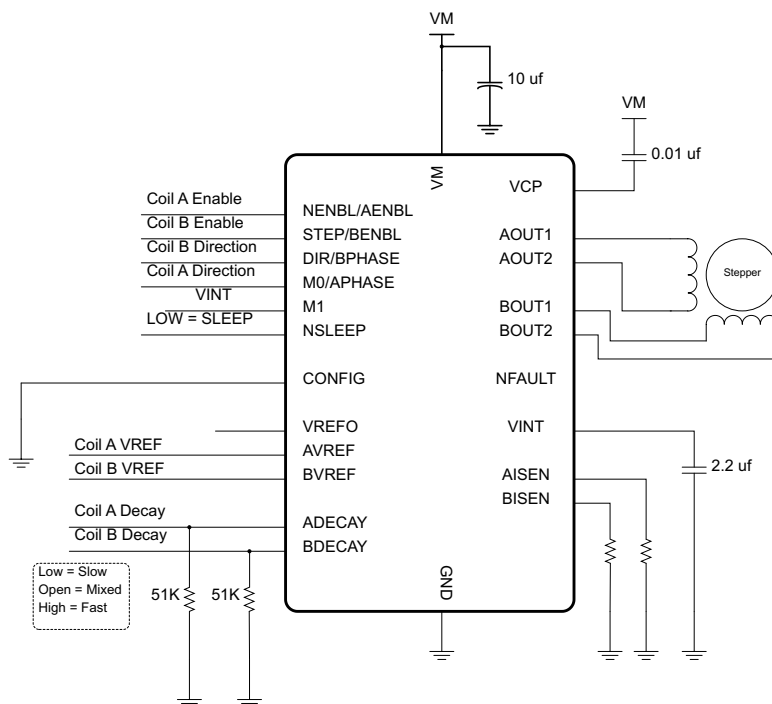 VM
10 uf
VM
0.01 uf
VM
VCP
Coil A Enable
NENBL/AENBL
AOUT1
Coil B Enable
STEP/BENBL
AOUT2
Stepper
Coil B Direction
DIR/BPHASE
Coil A Direction
M0/APHASE
BOUT1
VINT
M1
BOUT2
LOW = SLEEP
NSLEEP
CONFIG
NFAULT
VREFO
VINT
Coil A VREF
AVREF
AISEN
2.2 uf
Coil B VREF
BVREF
BISEN
Coil A Decay
ADECAY
Coil B Decay
BDECAY
Low = Slow
Open = Mixed
High = Fast
51K
51K
GND